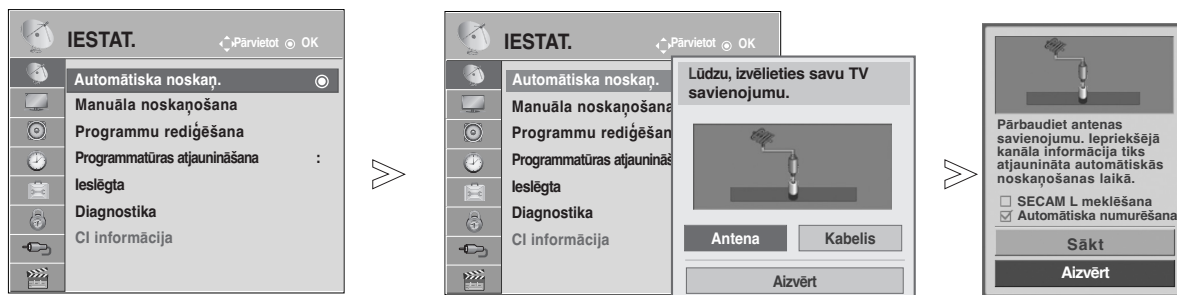 IESTAT.
Pārvietot OK
Automātiska noskaņ.
Manuāla noskaņošana
Programmu rediģēšana
Programmatūras atjaunināšana :
Ieslēgta
Diagnostika
CI informācija
IESTAT.
Pārvietot OK
Automātiska noskaņ.
Manuāla noskaņošana
Programmu rediģēšan
Programmatūras atjaunināš
Ieslēgta
Diagnostika
CI informācija
Lūdzu, izvēlieties savu TV
savienojumu.
Antena Kabelis
Aizvērt
Pārbaudiet antenas
savienojumu. Iepriekšējā
kanāla informācija tiks
atjaunināta automātiskās
noskaņošanas laikā.
SECAM L meklēšana
Automātiska numurēšana
Sākt
Aizvērt